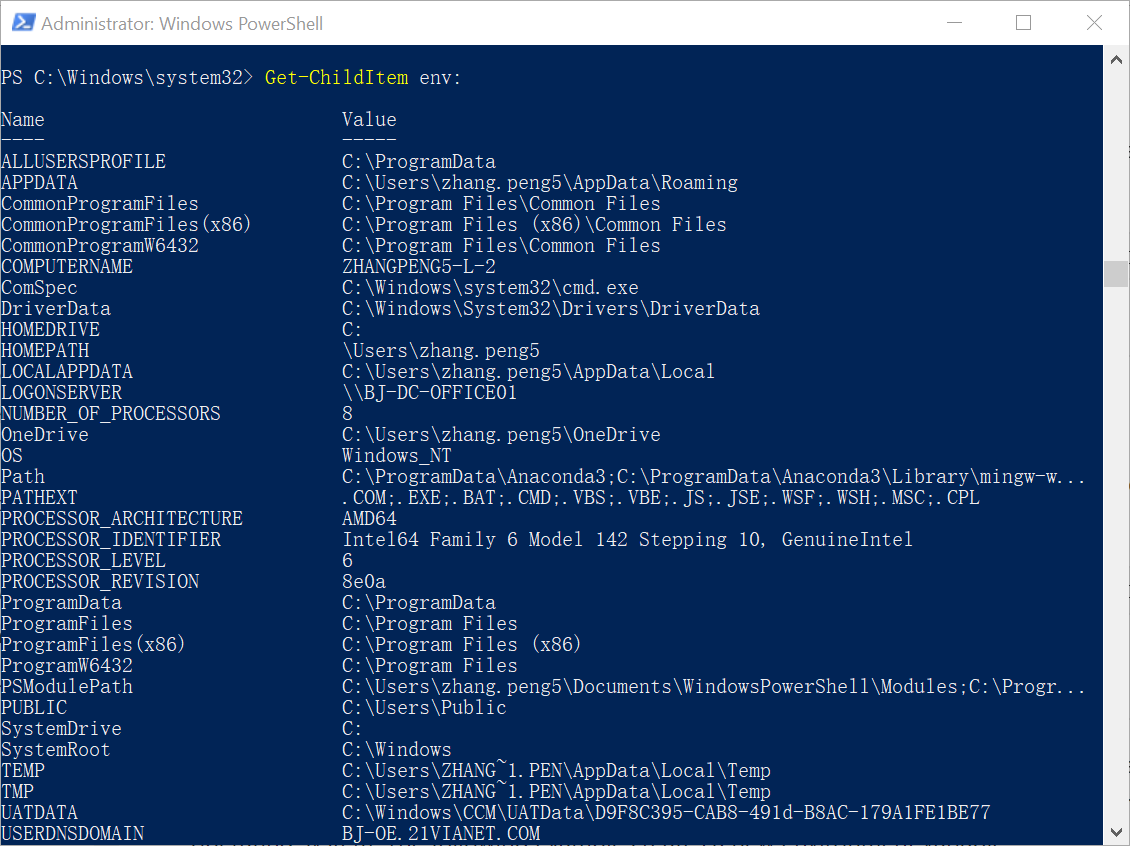 Administrator: Windows PowerShell
PS C:\Windows\system32> Get-ChildItem env:
Name Value
---- -----
ALLUSERSPROFILE C:\ProgramData
APPDATA C:\Users\zhang.peng5\AppData\Roaming
CommonProgramFiles C:\Program Files\Common Files
CommonProgramFiles(x86) C:\Program Files (x86)\Common Files
CommonProgramW6432 C:\Program Files\Common Files
COMPUTERNAME ZHANGPENG5-L-2
ComSpec C:\Windows\system32\cmd.exe
DriverData C:\Windows\System32\Drivers\DriverData
HOMEDRIVE C:
HOMEPATH \Users\zhang.peng5
LOCALAPPDATA C:\Users\zhang.peng5\AppData\Local
LOGONSERVER \\BJ-DC-OFFICE01
NUMBER_OF_PROCESSORS 8
OneDrive C:\Users\zhang.peng5\OneDrive
OS Windows_NT
Path C:\ProgramData\Anaconda3;C:\ProgramData\Anaconda3\Library\mingw-w...
PATHEXT .COM;.EXE;.BAT;.CMD;.VBS;.VBE;.JS;.JSE;.WSF;.WSH;.MSC;.CPL
PROCESSOR_ARCHITECTURE AMD64
PROCESSOR_IDENTIFIER Intel64 Family 6 Model 142 Stepping 10, GenuineIntel
PROCESSOR_LEVEL 6
PROCESSOR_REVISION 8e0a
ProgramData C:\ProgramData
ProgramFiles C:\Program Files
ProgramFiles(x86) C:\Program Files (x86)
ProgramW6432 C:\Program Files
PSModulePath C:\Users\zhang.peng5\Documents\WindowsPowerShell\Modules;C:\Progr...
PUBLIC C:\Users\Public
SystemDrive C:
SystemRoot C:\Windows
TEMP C:\Users\ZHANG~1.PEN\AppData\Local\Temp
TMP C:\Users\ZHANG~1.PEN\AppData\Local\Temp
UATDATA C:\Windows\CCM\UATData\D9F8C395-CAB8-491d-B8AC-179A1FE1BE77
USERDNSDOMAIN BJ-OE.21VIANET.COM